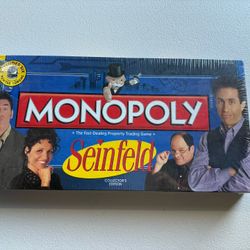 MONOPOLY
The Fast-Dealing Property Trading Game
Seinfeld
COLLECTOR'S
EDITION